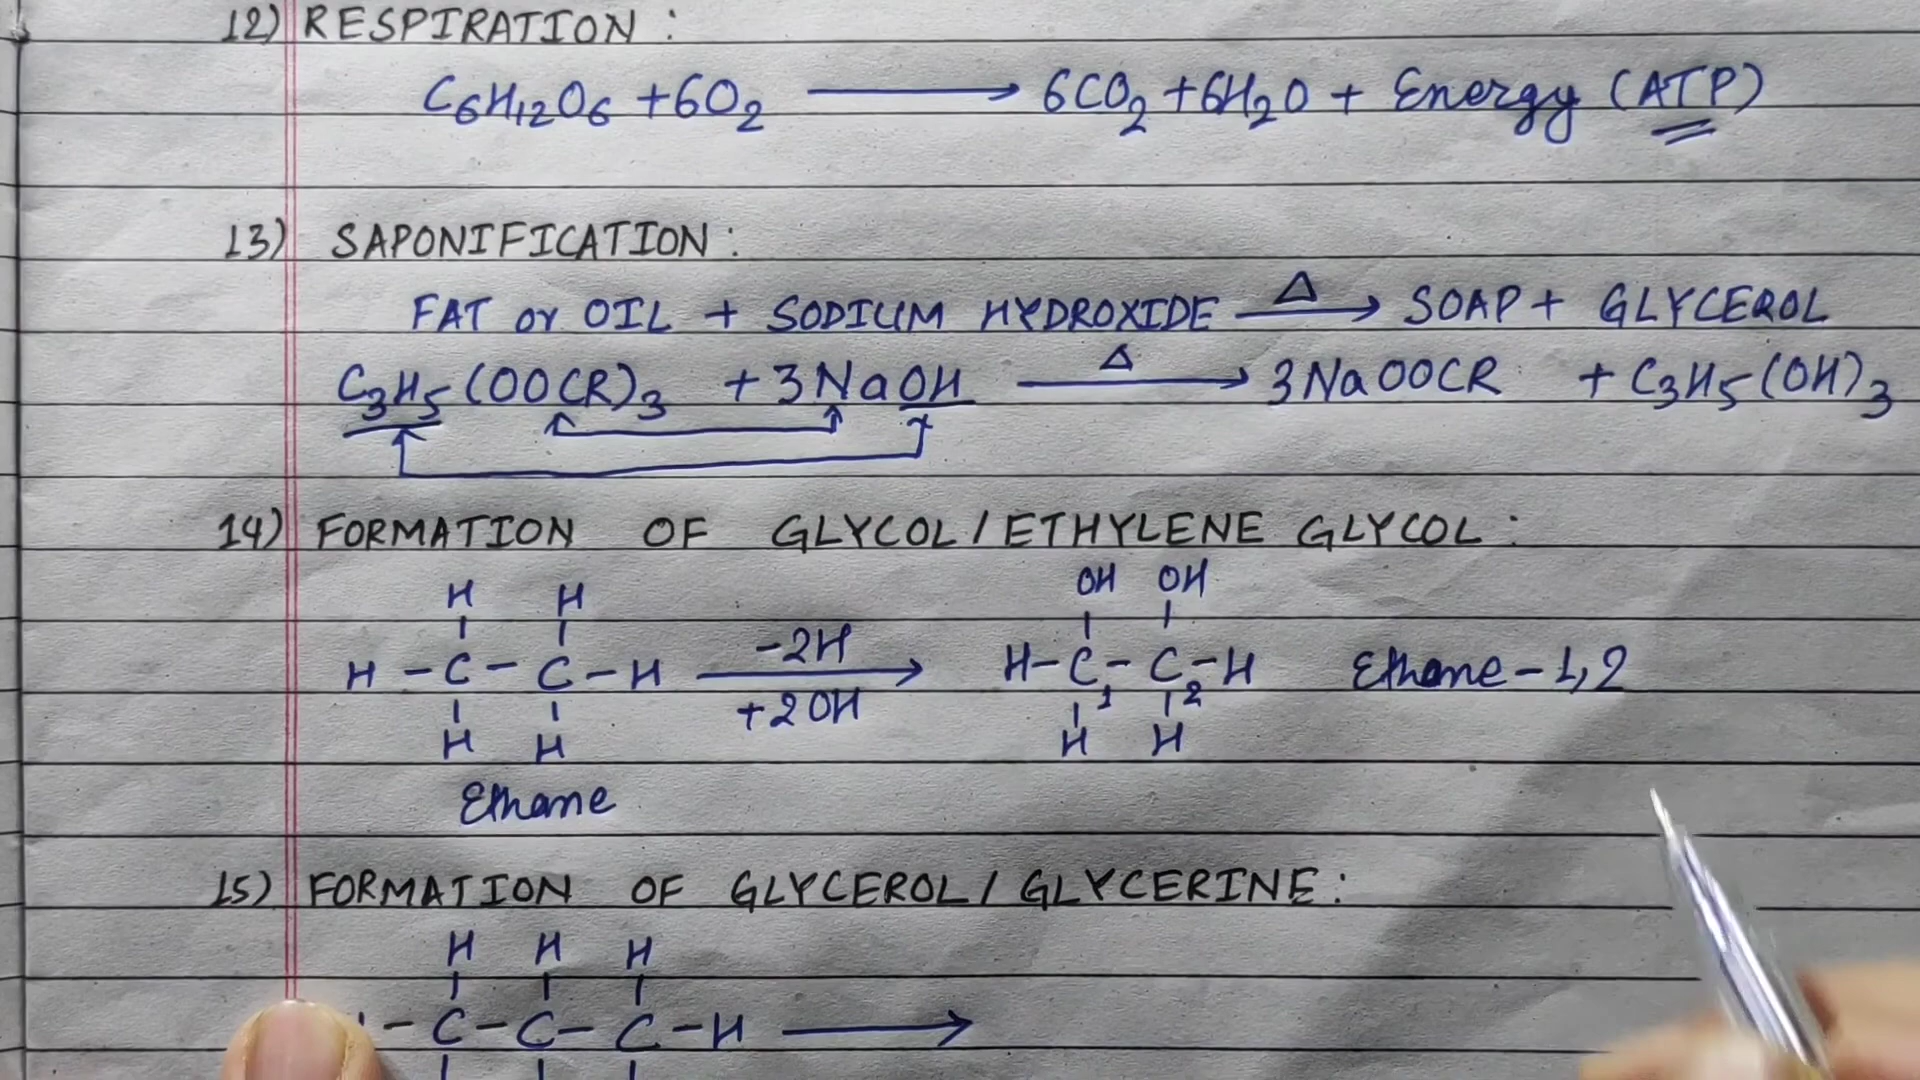 12) RESPIRATION :
C6H12O6 + 6O2 → 6CO2 + 6H2O + Energy (ATP)
13) SAPONIFICATION :
FAT or OIL + SODIUM HYDROXIDE —Δ→ SOAP + GLYCEROL
C3H5(OOCR)3 + 3NaOH —Δ→ 3NaOOCR + C3H5(OH)3
14) FORMATION OF GLYCOL / ETHYLENE GLYCOL :
OH OH
H H
-2H
H - C - C - H → H - C1 - C2 - H Ethane - 1,2
+2OH
H H H H
Ethane
15) FORMATION OF GLYCEROL / GLYCERINE :
H H H
- C - C - C - H →